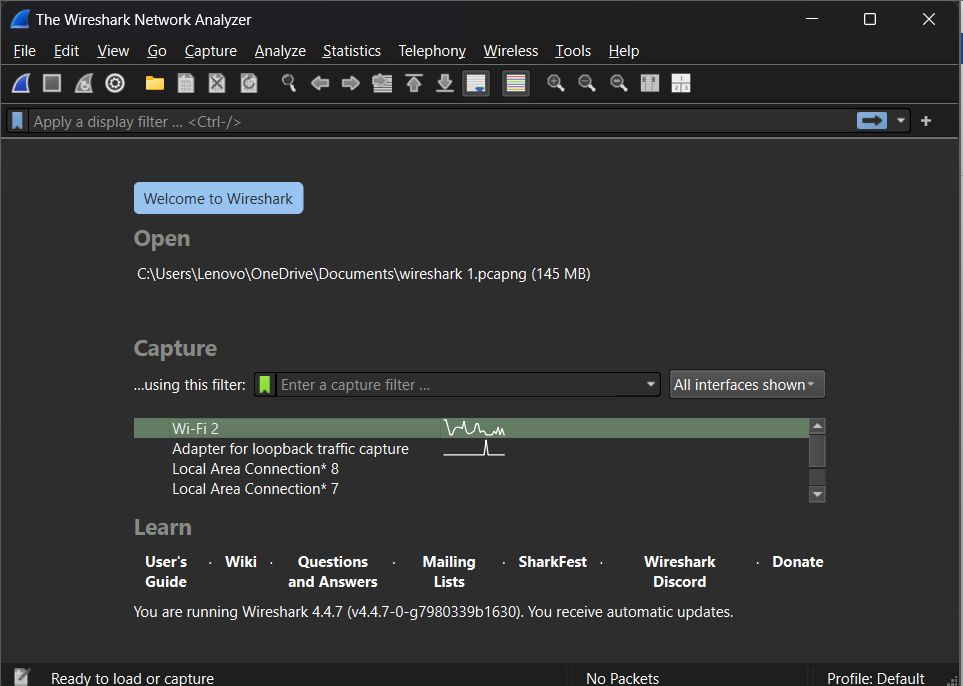 The Wireshark Network Analyzer
File Edit View Go Capture Analyze Statistics Telephony Wireless Tools Help
Apply a display filter ... <Ctrl-/>
Welcome to Wireshark
Open
C:\Users\Lenovo\OneDrive\Documents\wireshark 1.pcapng (145 MB)
Capture
...using this filter: Enter a capture filter ... All interfaces shown
Wi-Fi 2
Adapter for loopback traffic capture
Local Area Connection* 8
Local Area Connection* 7
Learn
User's Guide · Wiki · Questions and Answers · Mailing Lists · SharkFest · Wireshark Discord · Donate
You are running Wireshark 4.4.7 (v4.4.7-0-g7980339b1630). You receive automatic updates.
Ready to load or capture No Packets Profile: Default